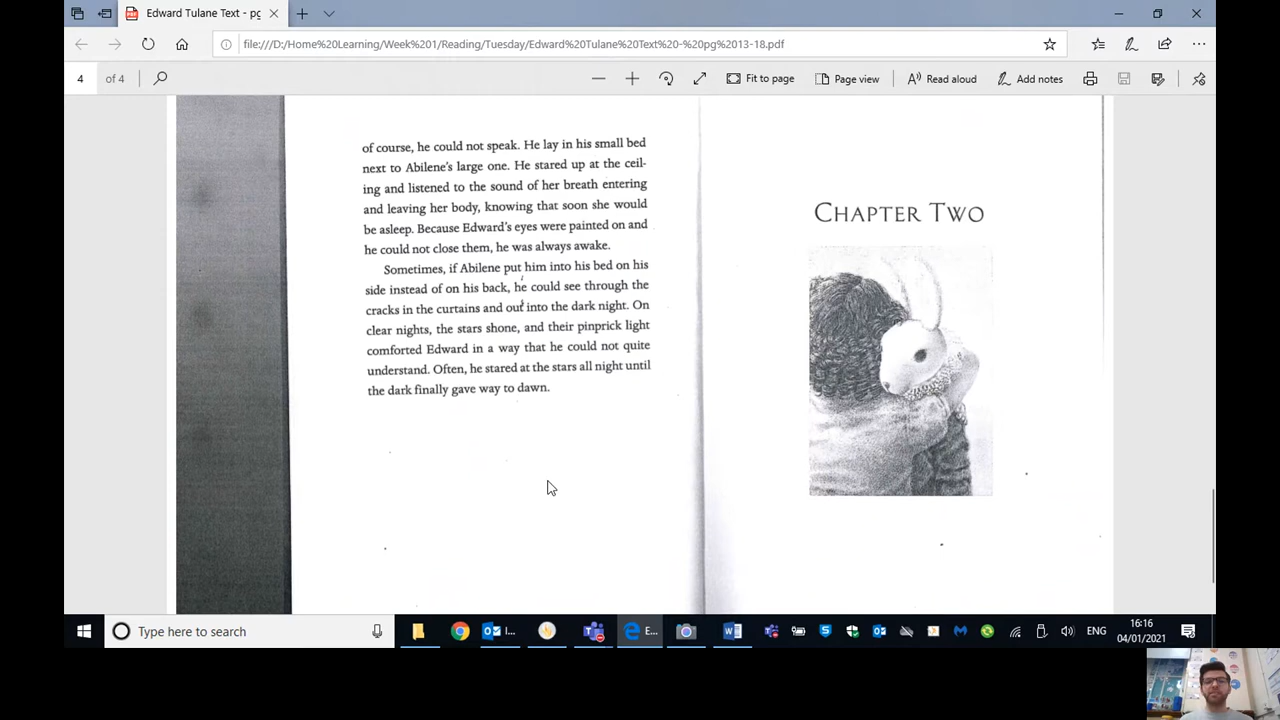 Edward Tulane Text - pg
file:///D:/Home%20Learning/Week%201/Reading/Tuesday/Edward%20Tulane%20Text%20-%20pg%2013-18.pdf
4 of 4
Fit to page
Page view
Read aloud
Add notes
of course, he could not speak. He lay in his small bed
next to Abilene's large one. He stared up at the ceil-
ing and listened to the sound of her breath entering
and leaving her body, knowing that soon she would
be asleep. Because Edward's eyes were painted on and
he could not close them, he was always awake.
Sometimes, if Abilene put him into his bed on his
side instead of on his back, he could see through the
cracks in the curtains and out into the dark night. On
clear nights, the stars shone, and their pinprick light
comforted Edward in a way that he could not quite
understand. Often, he stared at the stars all night until
the dark finally gave way to dawn.
CHAPTER TWO
Type here to search
I...
E...
ENG
16:16
04/01/2021